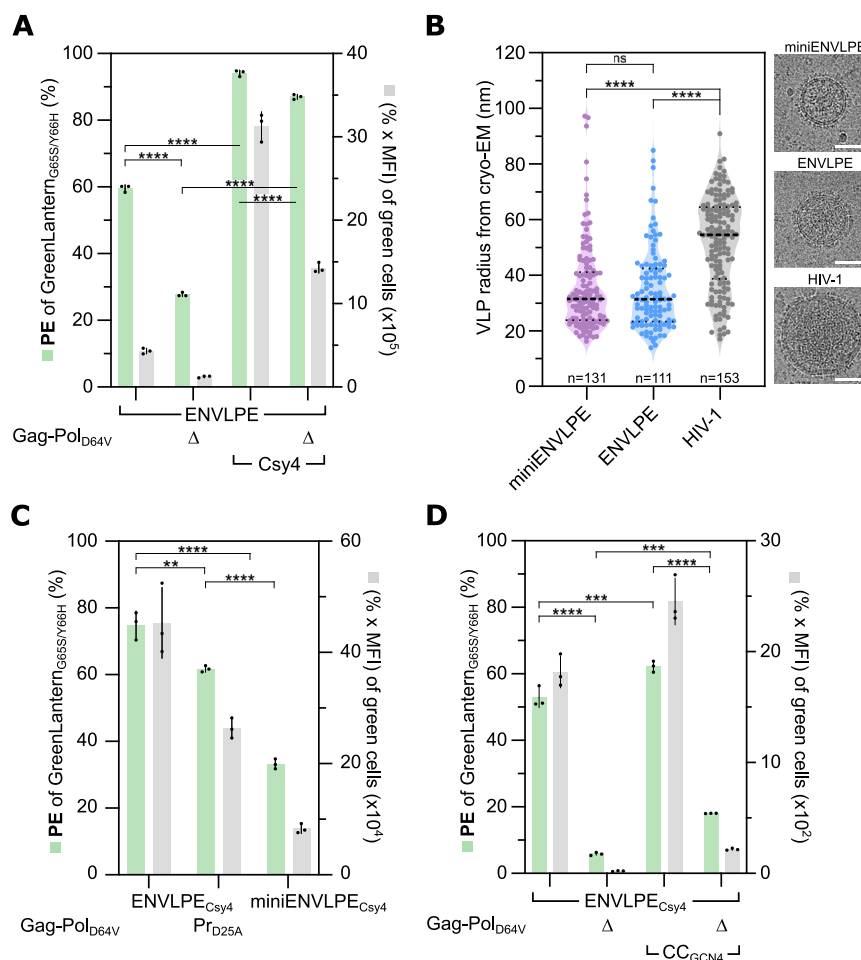 A
PE of GreenLantern G65S/Y66H (%)
100
80
60
40
20
0
****
****
****
****
40
30
20
10
0
(% x MFI) of green cells (x10^5)
ENVLPE
Gag-Pol D64V
Δ
Δ
Csy4
B
VLP radius from cryo-EM (nm)
120
100
80
60
40
20
0
ns
****
****
n=131
n=111
n=153
miniENVLPE
ENVLPE
HIV-1
miniENVLPE
ENVLPE
HIV-1
C
PE of GreenLantern G65S/Y66H (%)
100
80
60
40
20
0
****
**
****
60
40
20
0
(% x MFI) of green cells (x10^4)
ENVLPE Csy4
miniENVLPE Csy4
Gag-Pol D64V
Pr D25A
D
PE of GreenLantern G65S/Y66H (%)
100
80
60
40
20
0
***
****
***
****
30
20
10
0
(% x MFI) of green cells (x10^2)
ENVLPE Csy4
Gag-Pol D64V
Δ
Δ
CC GCN4